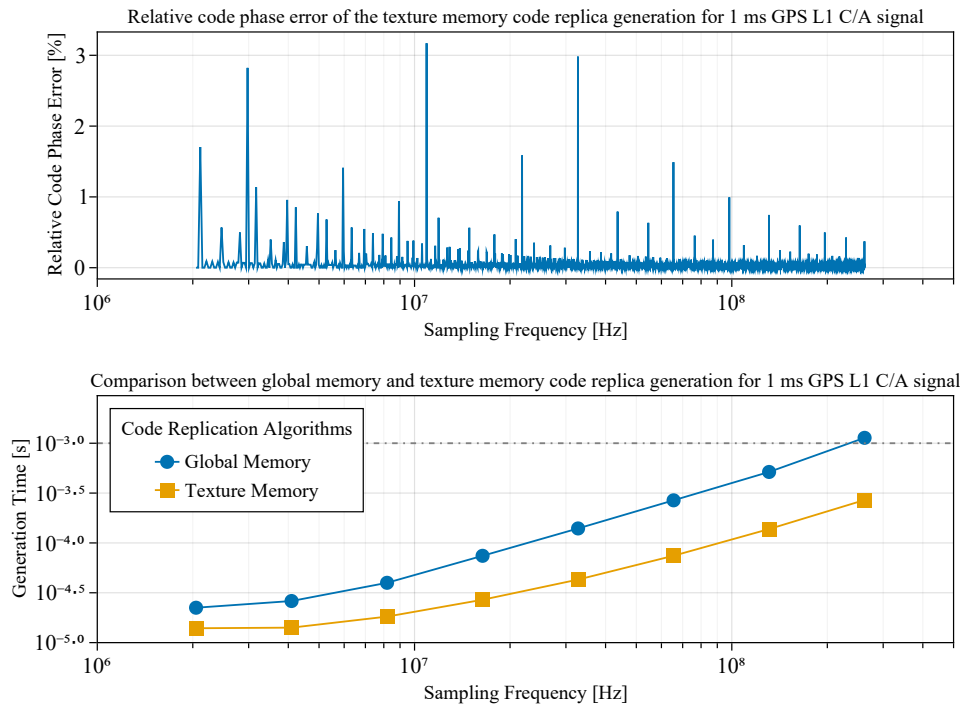 Relative code phase error of the texture memory code replica generation for 1 ms GPS L1 C/A signal
Relative Code Phase Error [%]
3
2
1
0
10⁶
10⁷
10⁸
Sampling Frequency [Hz]
Comparison between global memory and texture memory code replica generation for 1 ms GPS L1 C/A signal
Generation Time [s]
10⁻³·⁰
10⁻³·⁵
10⁻⁴·⁰
10⁻⁴·⁵
10⁻⁵·⁰
Code Replication Algorithms
Global Memory
Texture Memory
10⁶
10⁷
10⁸
Sampling Frequency [Hz]